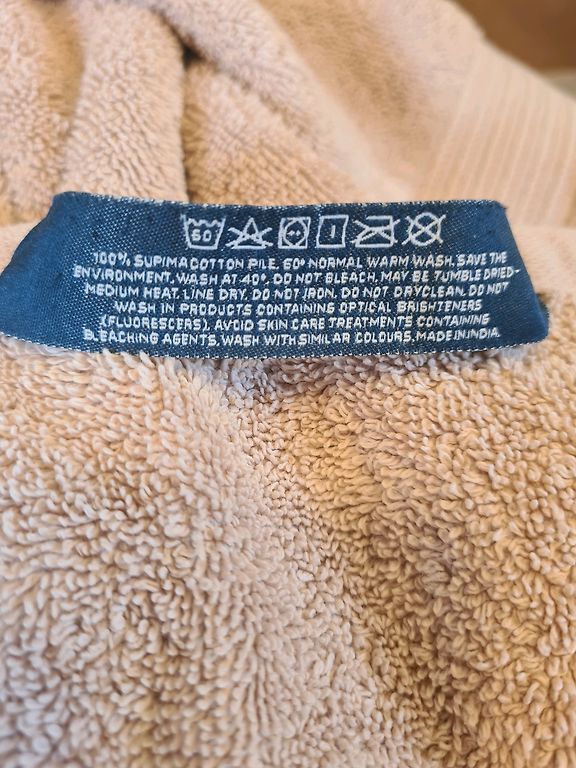 60
100% SUPIMACOTTON PILE. 60° NORMAL WARM WASH. SAVE THE
ENVIRONMENT, WASH AT 40°. DO NOT BLEACH. MAY BE TUMBLE DRIED-
MEDIUM HEAT. LINE DRY. DO NOT IRON. DO NOT DRYCLEAN. DO NOT
WASH IN PRODUCTS CONTAINING OPTICAL BRIGHTENERS
(FLUORESCERS). AVOID SKIN CARE TREATMENTS CONTAINING
BLEACHING AGENTS. WASH WITH SIMILAR COLOURS. MADE IN INDIA.